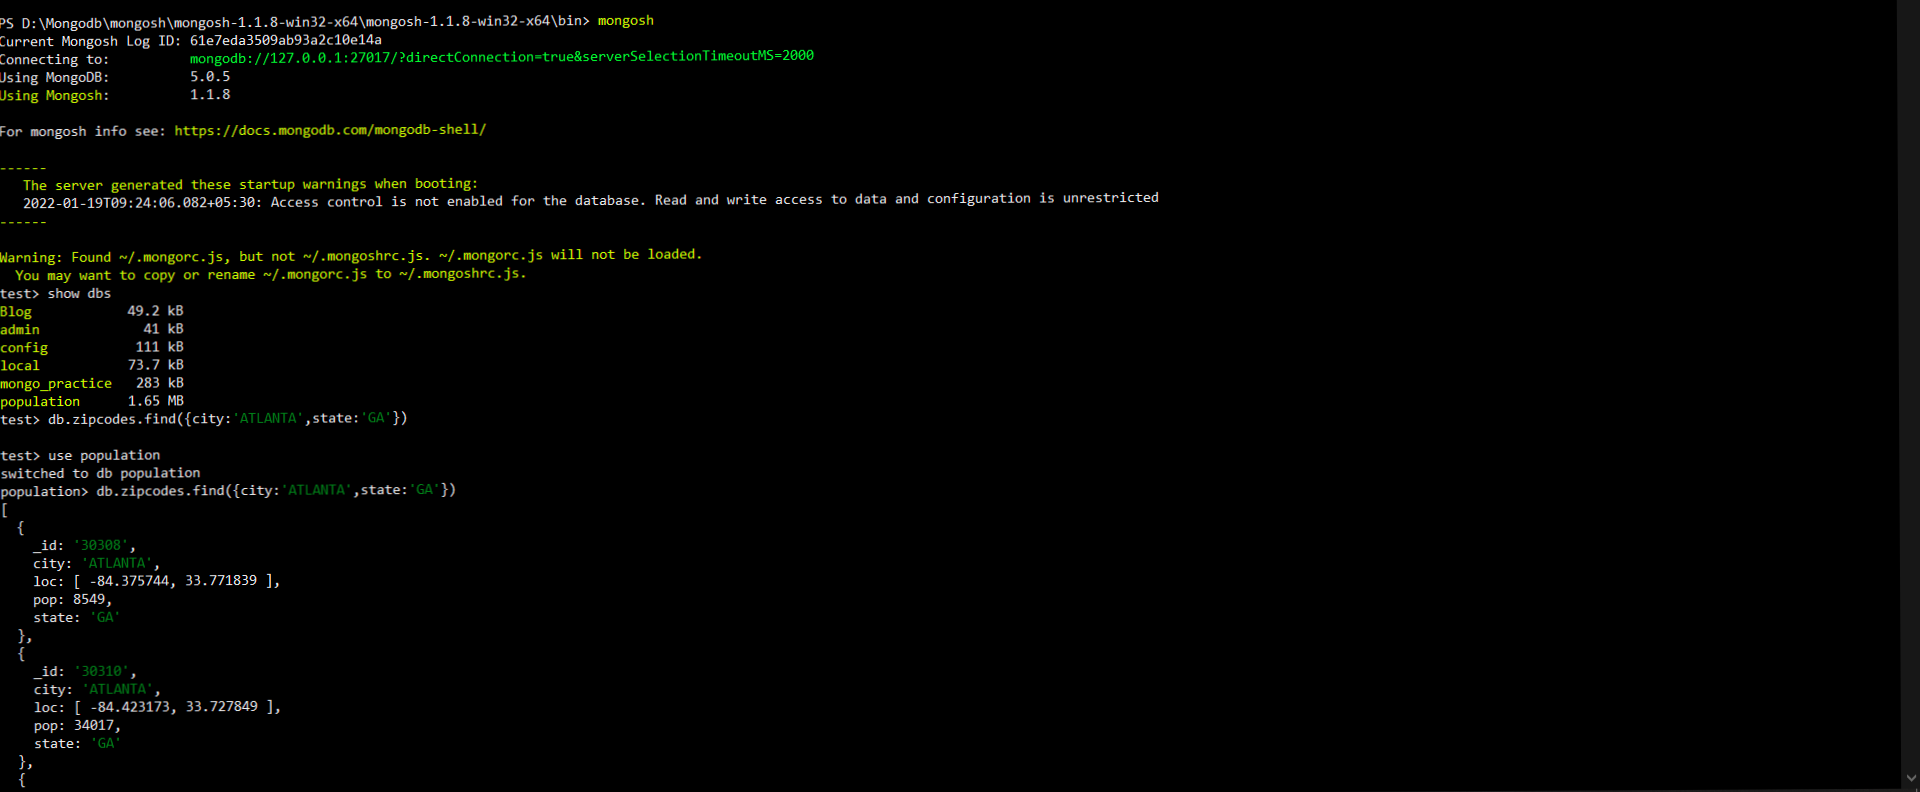 PS D:\Mongodb\mongosh\mongosh-1.1.8-win32-x64\mongosh-1.1.8-win32-x64\bin> mongosh
Current Mongosh Log ID: 61e7eda3509ab93a2c10e14a
Connecting to:          mongodb://127.0.0.1:27017/?directConnection=true&serverSelectionTimeoutMS=2000
Using MongoDB:          5.0.5
Using Mongosh:          1.1.8
For mongosh info see: https://docs.mongodb.com/mongodb-shell/
------
   The server generated these startup warnings when booting:
   2022-01-19T09:24:06.082+05:30: Access control is not enabled for the database. Read and write access to data and configuration is unrestricted
------
Warning: Found ~/.mongorc.js, but not ~/.mongoshrc.js. ~/.mongorc.js will not be loaded.
  You may want to copy or rename ~/.mongorc.js to ~/.mongoshrc.js.
test> show dbs
Blog            49.2 kB
admin             41 kB
config           111 kB
local           73.7 kB
mongo_practice   283 kB
population      1.65 MB
test> db.zipcodes.find({city:'ATLANTA',state:'GA'})
test> use population
switched to db population
population> db.zipcodes.find({city:'ATLANTA',state:'GA'})
[
  {
    _id: '30308',
    city: 'ATLANTA',
    loc: [ -84.375744, 33.771839 ],
    pop: 8549,
    state: 'GA'
  },
  {
    _id: '30310',
    city: 'ATLANTA',
    loc: [ -84.423173, 33.727849 ],
    pop: 34017,
    state: 'GA'
  },
  {